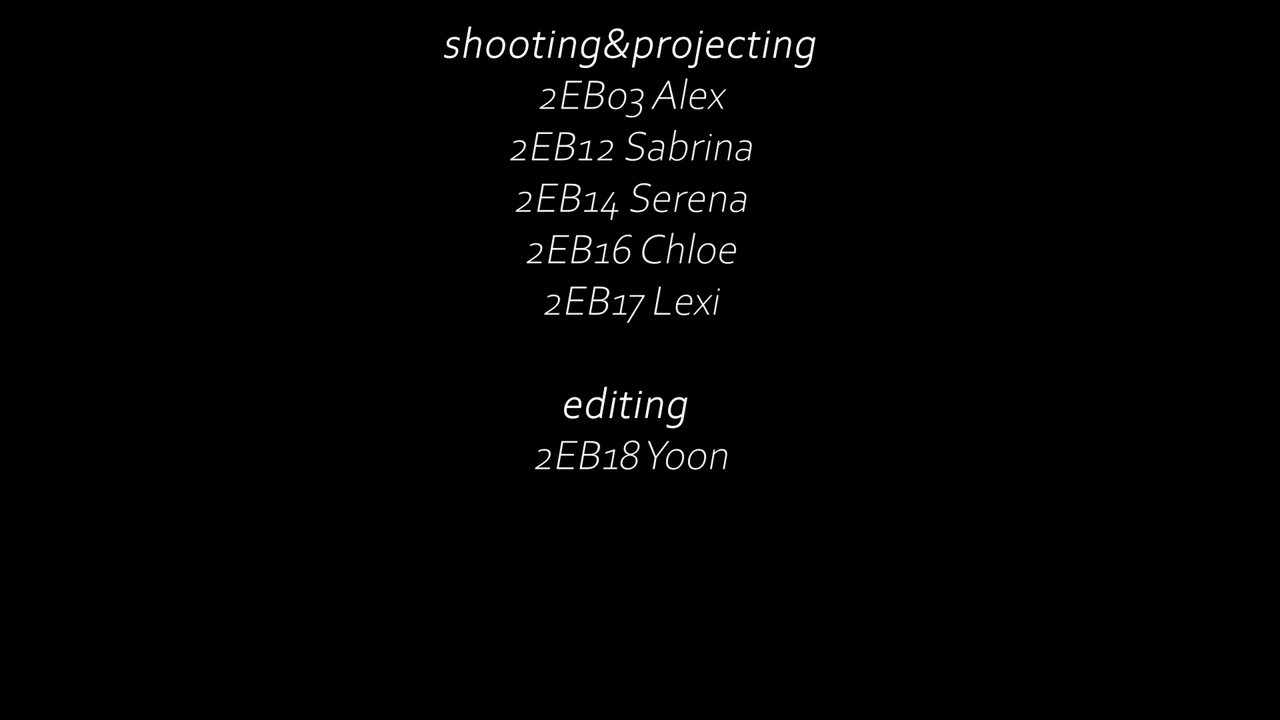 shooting&projecting
2EB03 Alex
2EB12 Sabrina
2EB14 Serena
2EB16 Chloe
2EB17 Lexi
editing
2EB18 Yoon